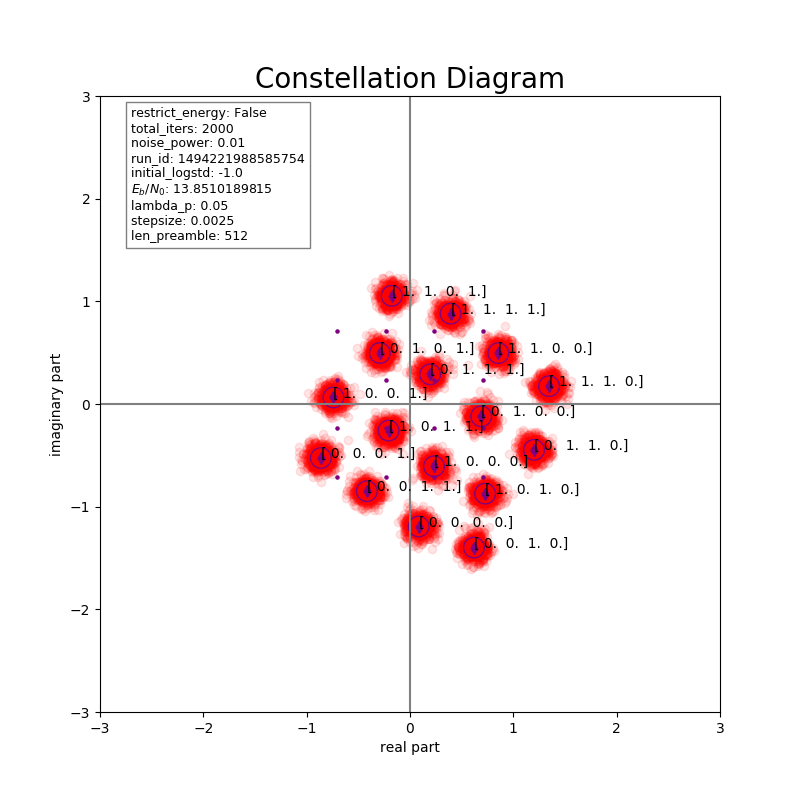 Constellation Diagram
restrict_energy: False
total_iters: 2000
noise_power: 0.01
run_id: 1494221988585754
initial_logstd: -1.0
E_b/N_0: 13.8510189815
lambda_p: 0.05
stepsize: 0.0025
len_preamble: 512
[ 1. 1. 0. 1.]
[ 1. 1. 1. 1.]
[ 0. 1. 0. 1.]
[ 1. 1. 0. 0.]
[ 0. 1. 1. 1.]
[ 1. 1. 1. 0.]
[ 1. 0. 0. 1.]
[ 0. 1. 0. 0.]
[ 1. 0. 1. 1.]
[ 0. 1. 1. 0.]
[ 0. 0. 0. 1.]
[ 1. 0. 0. 0.]
[ 0. 0. 1. 1.]
[ 1. 0. 1. 0.]
[ 0. 0. 0. 0.]
[ 0. 0. 1. 0.]
3
2
1
0
−1
−2
−3
imaginary part
−3 −2 −1 0 1 2 3
real part